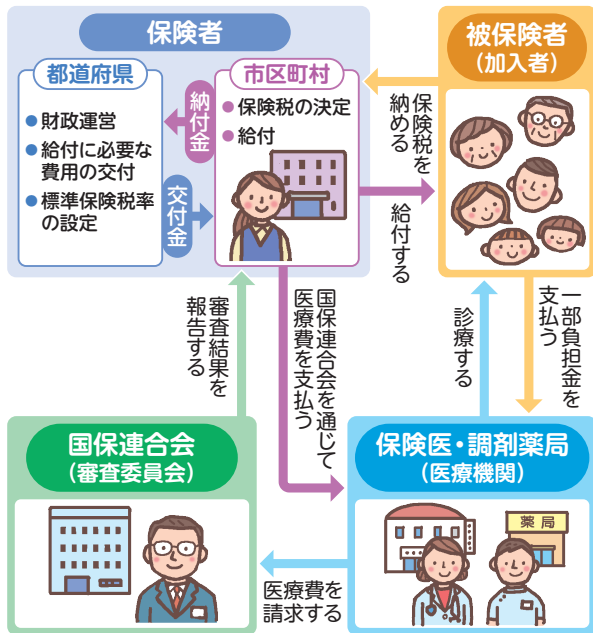 保険者
都道府県
● 財政運営
● 給付に必要な
費用の交付
● 標準保険税率
の設定
納付金
交付金
市区町村
● 保険税の決定
● 給付
被保険者
(加入者)
保険税を
納める
給付する
審査結果を
報告する
国保連合会を通じて
医療費を支払う
診療する
一部負担金を
支払う
国保連合会
(審査委員会)
保険医・調剤薬局
(医療機関)
薬局
医療費を
請求する